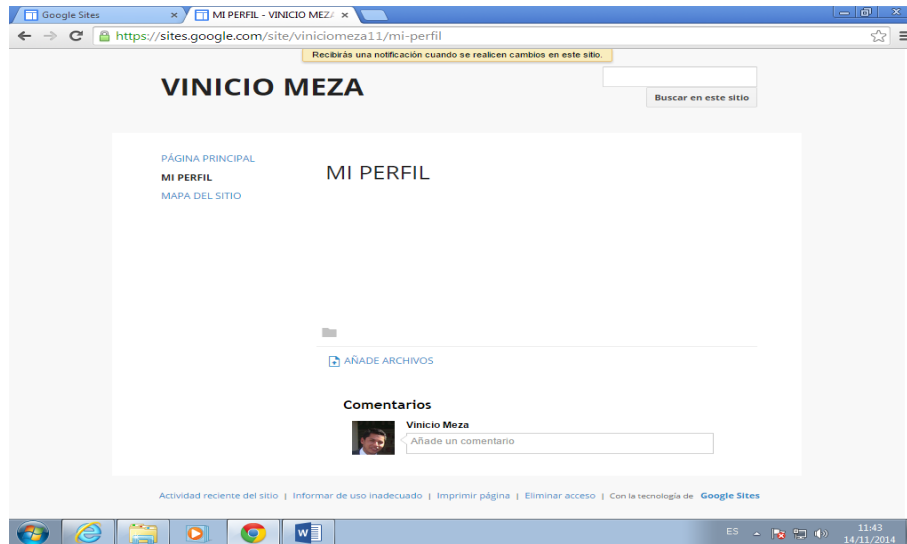 Google Sites
MI PERFIL - VINICIO MEZ
https://sites.google.com/site/viniciomeza11/mi-perfil
Recibirás una notificación cuando se realicen cambios en este sitio.
VINICIO MEZA
Buscar en este sitio
PÁGINA PRINCIPAL
MI PERFIL
MAPA DEL SITIO
MI PERFIL
AÑADE ARCHIVOS
Comentarios
Vinicio Meza
Añade un comentario
Actividad reciente del sitio | Informar de uso inadecuado | Imprimir página | Eliminar acceso | Con la tecnología de Google Sites
ES
11:43
14/11/2014